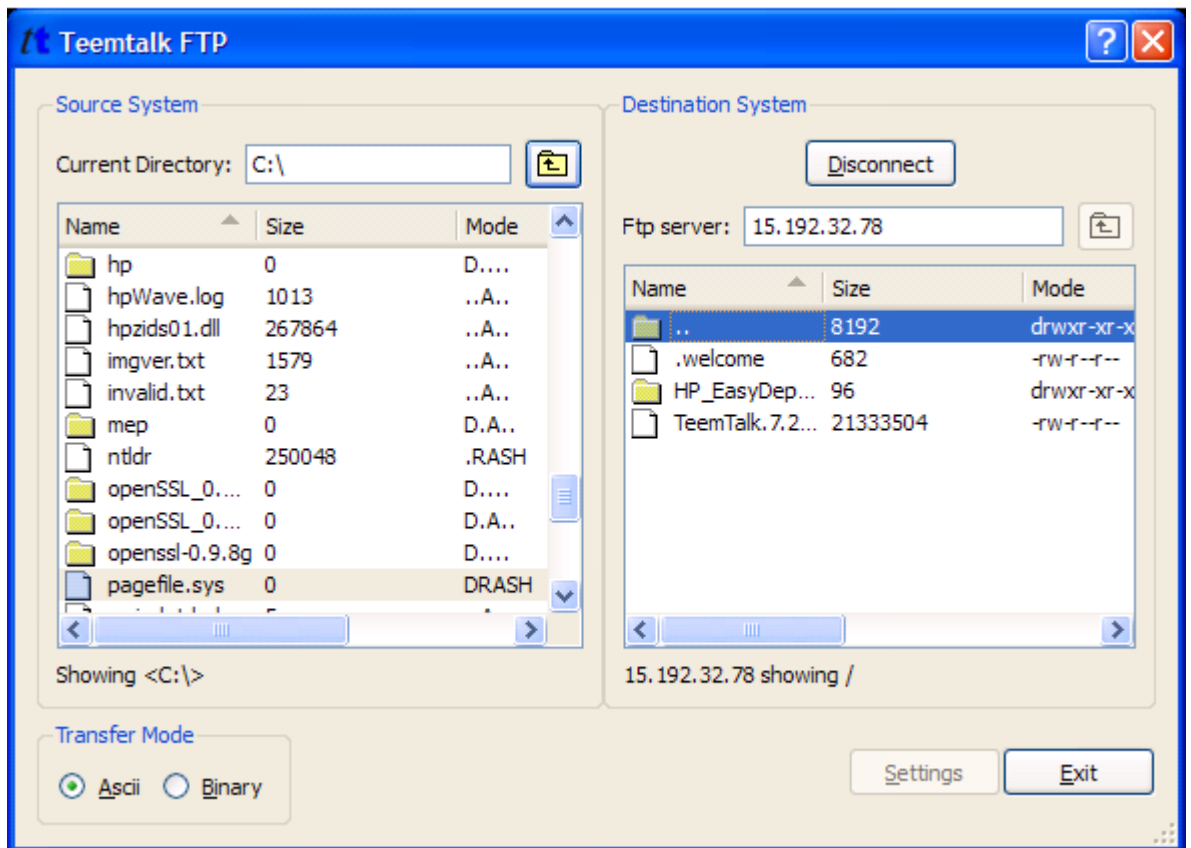 tt Teemtalk FTP
Source System
Current Directory: C:\
Name Size Mode
hp 0 D....
hpWave.log 1013 ..A..
hpzids01.dll 267864 ..A..
imgver.txt 1579 ..A..
invalid.txt 23 ..A..
mep 0 D.A..
ntldr 250048 .RASH
openSSL_0.... 0 D....
openSSL_0.... 0 D.A..
openssl-0.9.8g 0 D....
pagefile.sys 0 DRASH
Showing <C:\>
Destination System
Disconnect
Ftp server: 15.192.32.78
Name Size Mode
.. 8192 drwxr-xr-x
.welcome 682 -rw-r--r--
HP_EasyDep... 96 drwxr-xr-x
TeemTalk.7.2... 21333504 -rw-r--r--
15.192.32.78 showing /
Transfer Mode
Ascii Binary
Settings Exit